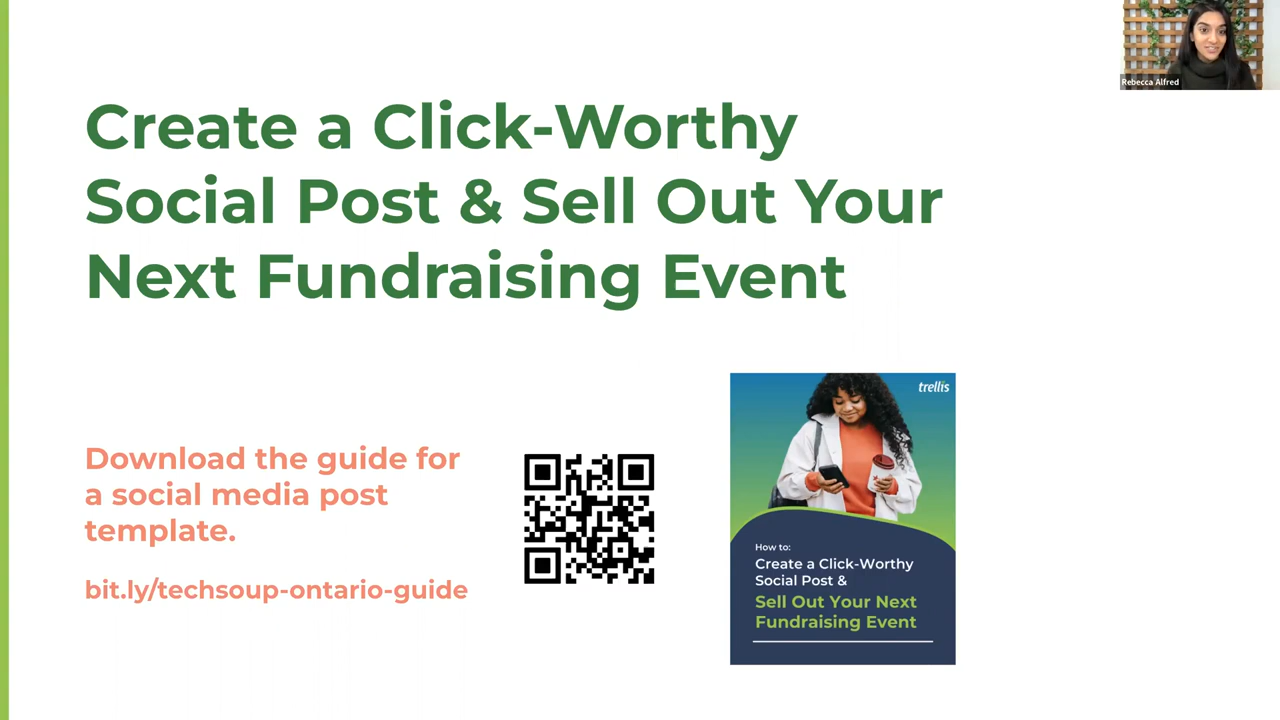 Rebecca Alfred
Create a Click-Worthy
Social Post & Sell Out Your
Next Fundraising Event
Download the guide for
a social media post
template.
bit.ly/techsoup-ontario-guide
trellis
How to:
Create a Click-Worthy
Social Post &
Sell Out Your Next
Fundraising Event